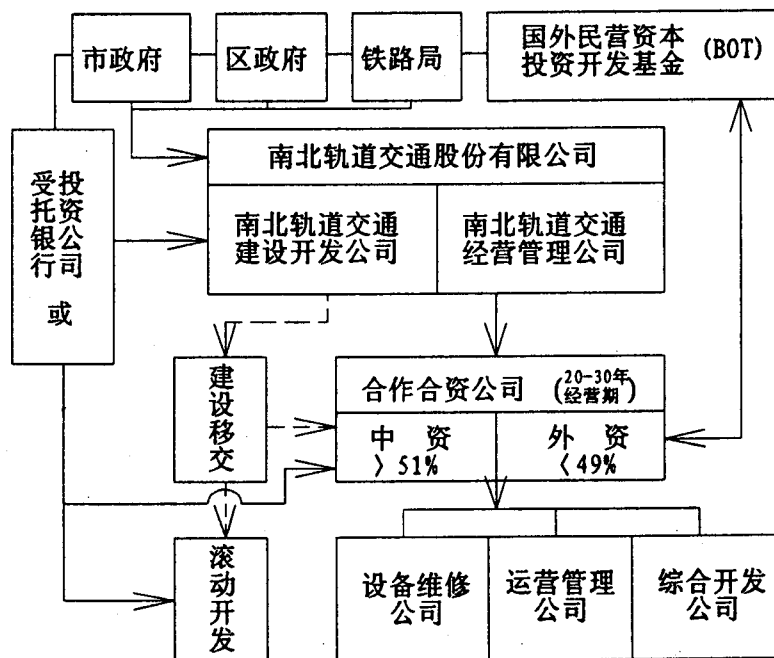 市政府
区政府
铁路局
国外民营资本
投资开发基金
(BOT)
投资公司或
受托银行
南北轨道交通股份有限公司
南北轨道交通
建设开发公司
南北轨道交通
经营管理公司
建设移交
合作合资公司
(20-30年
经营期)
中 资
>51%
外 资
<49%
滚动开发
设备维修
公司
运营管理
公司
综合开发
公司